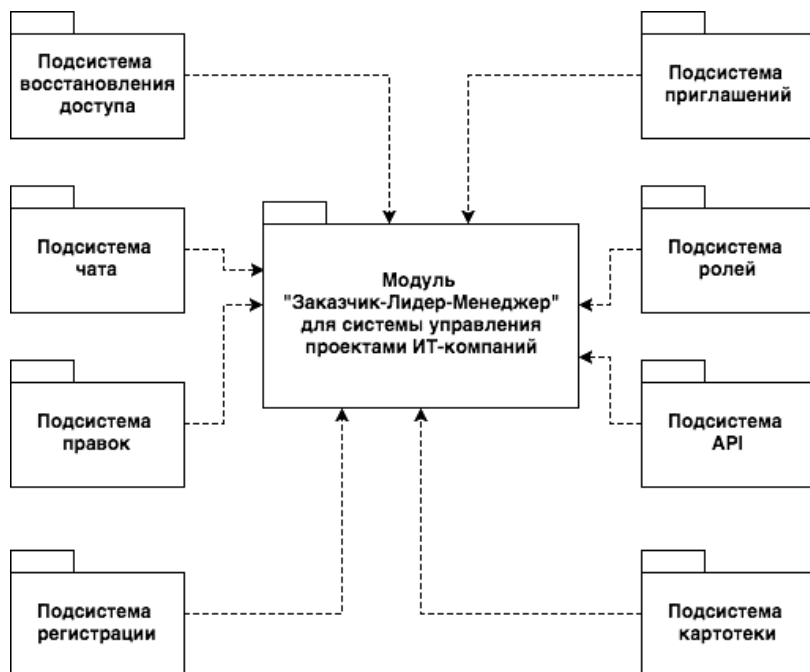 Подсистема
восстановления
доступа
Подсистема
приглашений
Подсистема
чата
Модуль
"Заказчик-Лидер-Менеджер"
для системы управления
проектами ИТ-компаний
Подсистема
ролей
Подсистема
правок
Подсистема
API
Подсистема
регистрации
Подсистема
картотеки